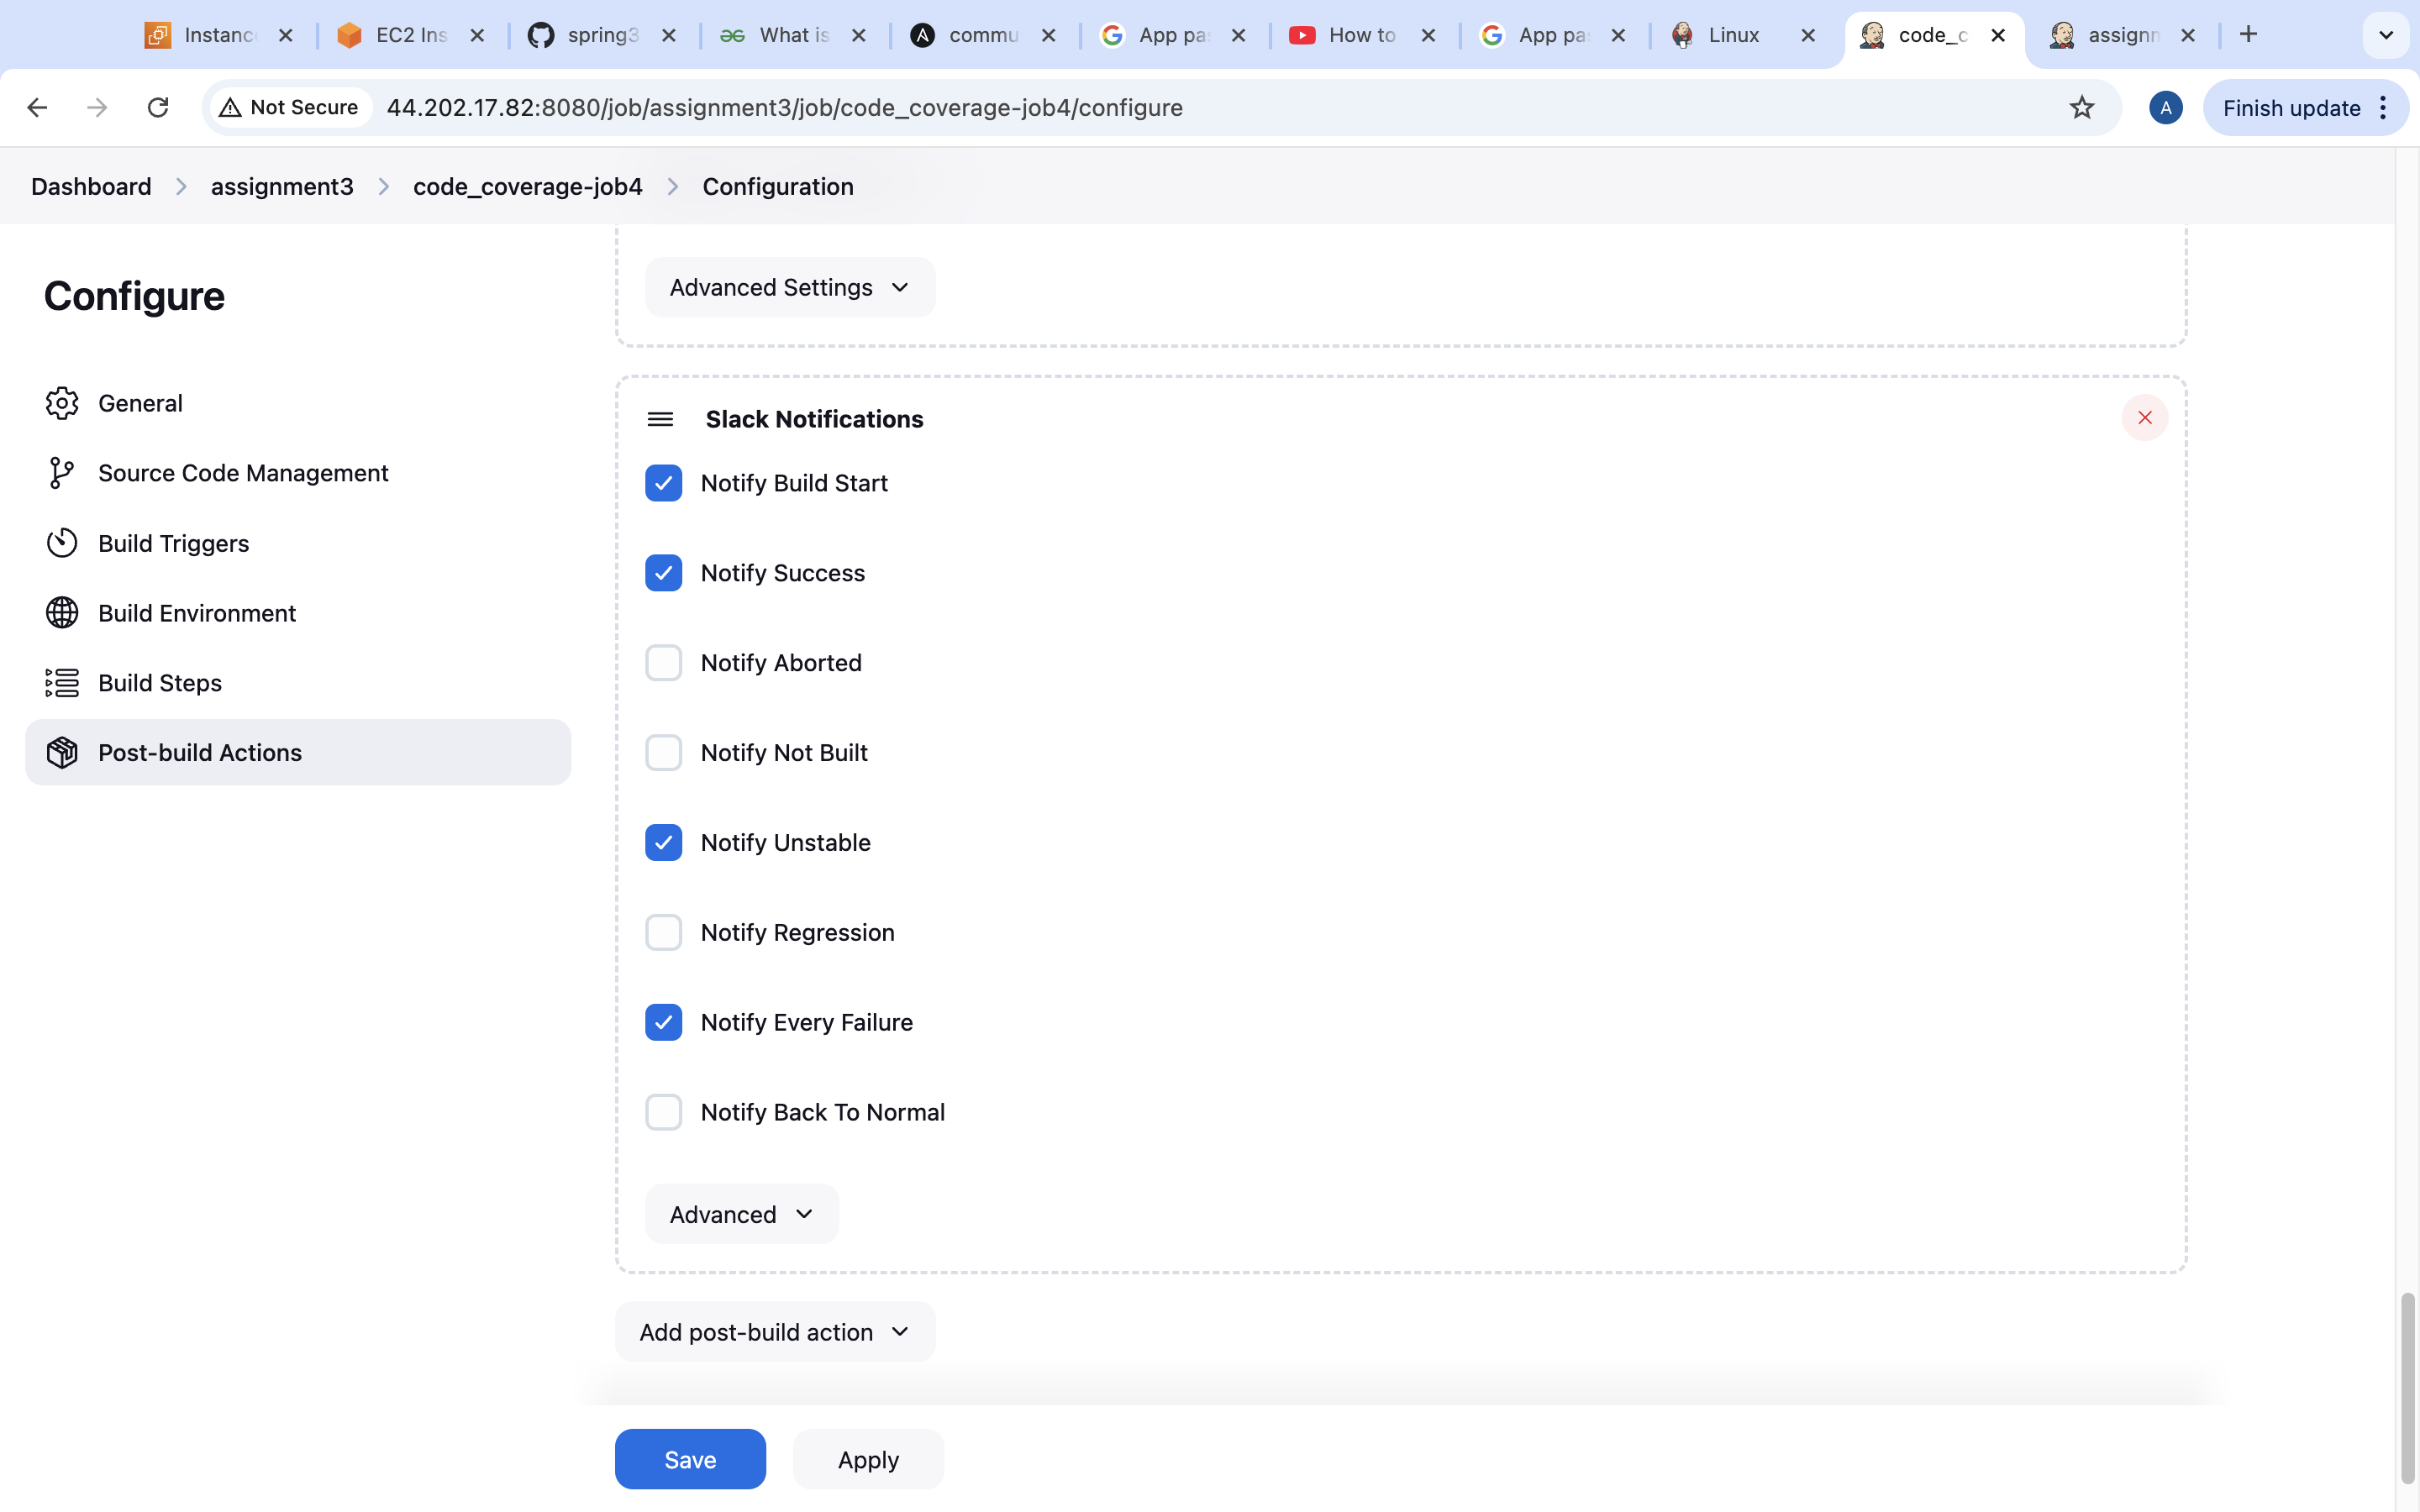 Instanc
EC2 Ins
spring3
What is
commu
App pa
How to
App pa
Linux
code_c
assignm
Not Secure
44.202.17.82:8080/job/assignment3/job/code_coverage-job4/configure
A
Finish update
Dashboard
assignment3
code_coverage-job4
Configuration
Configure
General
Source Code Management
Build Triggers
Build Environment
Build Steps
Post-build Actions
Advanced Settings
Slack Notifications
Notify Build Start
Notify Success
Notify Aborted
Notify Not Built
Notify Unstable
Notify Regression
Notify Every Failure
Notify Back To Normal
Advanced
Add post-build action
Save
Apply